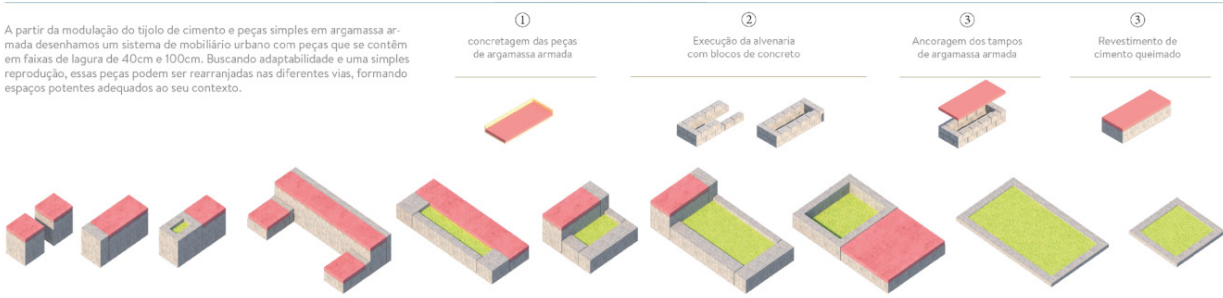 A partir da modulação do tijolo de cimento e peças simples em argamassa ar-
mada desenhamos um sistema de mobiliário urbano com peças que se contêm
em faixas de lagura de 40cm e 100cm. Buscando adaptabilidade e uma simples
reprodução, essas peças podem ser rearranjadas nas diferentes vias, formando
espaços potentes adequados ao seu contexto.
①
concretagem das peças
de argamassa armada
②
Execução da alvenaria
com blocos de concreto
③
Ancoragem dos tampos
de argamassa armada
③
Revestimento de
cimento queimado